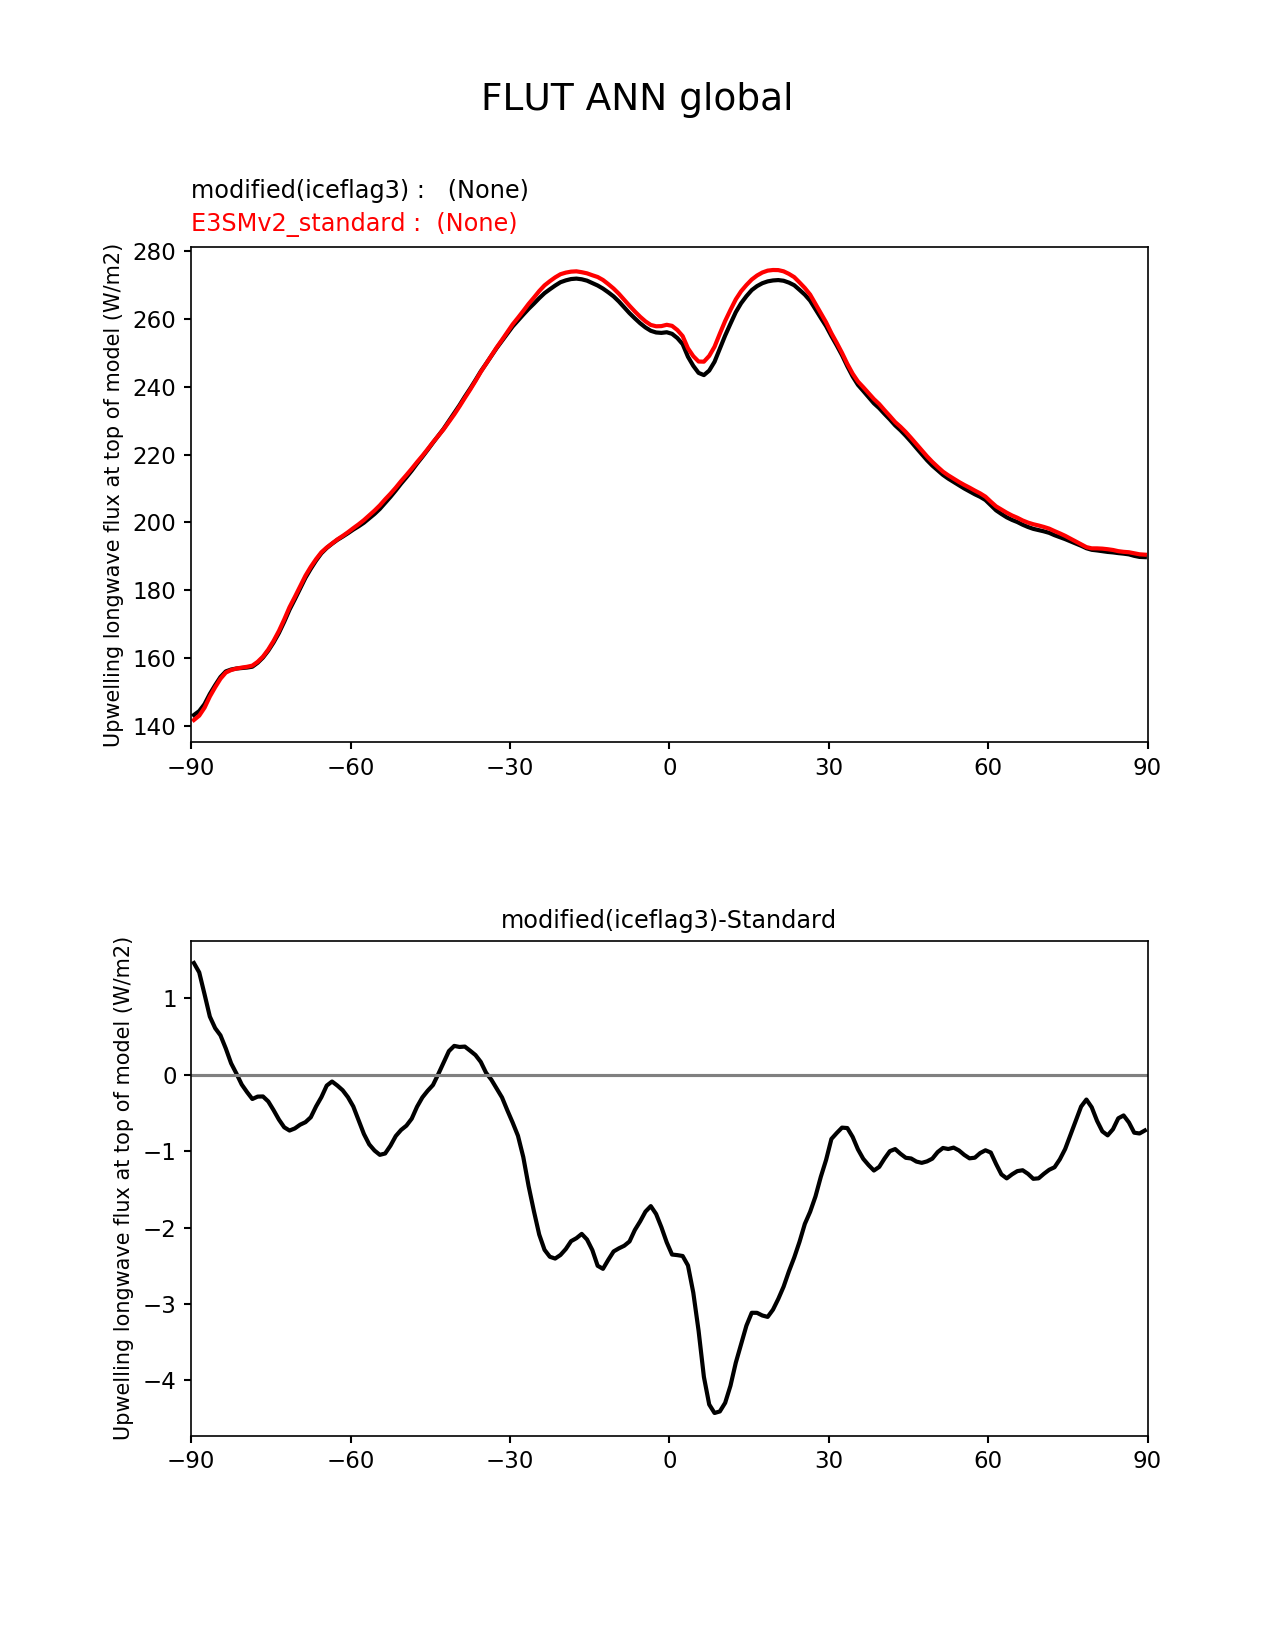 FLUT ANN global
modified(iceflag3) :   (None)
E3SMv2_standard :  (None)
Upwelling longwave flux at top of model (W/m2)
280
260
240
220
200
180
160
140
−90 −60 −30 0 30 60 90
modified(iceflag3)-Standard
Upwelling longwave flux at top of model (W/m2)
1
0
−1
−2
−3
−4
−90 −60 −30 0 30 60 90